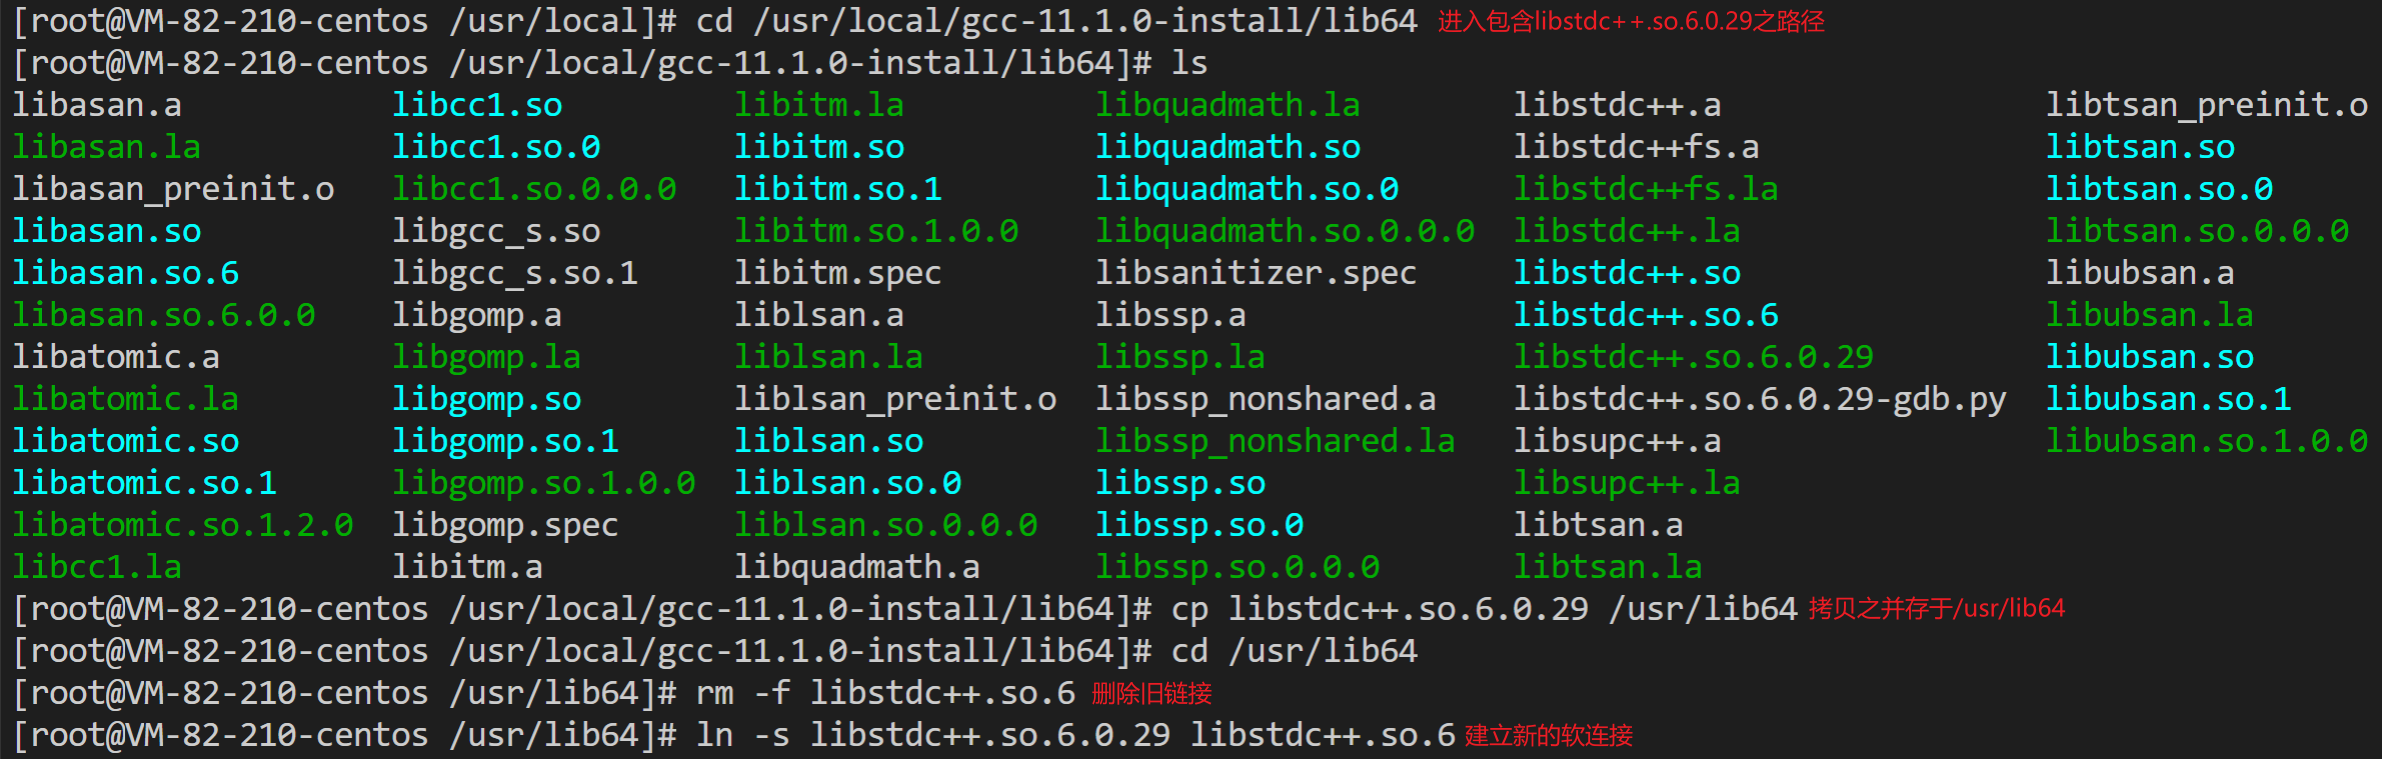 [root@VM-82-210-centos /usr/local]# cd /usr/local/gcc-11.1.0-install/lib64 进入包含libstdc++.so.6.0.29之路径
[root@VM-82-210-centos /usr/local/gcc-11.1.0-install/lib64]# ls
libasan.a libcc1.so libitm.la libquadmath.la libstdc++.a libtsan_preinit.o
libasan.la libcc1.so.0 libitm.so libquadmath.so libstdc++fs.a libtsan.so
libasan_preinit.o libcc1.so.0.0.0 libitm.so.1 libquadmath.so.0 libstdc++fs.la libtsan.so.0
libasan.so libgcc_s.so libitm.so.1.0.0 libquadmath.so.0.0.0 libstdc++.la libtsan.so.0.0.0
libasan.so.6 libgcc_s.so.1 libitm.spec libsanitizer.spec libstdc++.so libubsan.a
libasan.so.6.0.0 libgomp.a liblsan.a libssp.a libstdc++.so.6 libubsan.la
libatomic.a libgomp.la liblsan.la libssp.la libstdc++.so.6.0.29 libubsan.so
libatomic.la libgomp.so liblsan_preinit.o libssp_nonshared.a libstdc++.so.6.0.29-gdb.py libubsan.so.1
libatomic.so libgomp.so.1 liblsan.so libssp_nonshared.la libsupc++.a libubsan.so.1.0.0
libatomic.so.1 libgomp.so.1.0.0 liblsan.so.0 libssp.so libsupc++.la
libatomic.so.1.2.0 libgomp.spec liblsan.so.0.0.0 libssp.so.0 libtsan.a
libcc1.la libitm.a libquadmath.a libssp.so.0.0.0 libtsan.la
[root@VM-82-210-centos /usr/local/gcc-11.1.0-install/lib64]# cp libstdc++.so.6.0.29 /usr/lib64 拷贝之并存于/usr/lib64
[root@VM-82-210-centos /usr/local/gcc-11.1.0-install/lib64]# cd /usr/lib64
[root@VM-82-210-centos /usr/lib64]# rm -f libstdc++.so.6 删除旧链接
[root@VM-82-210-centos /usr/lib64]# ln -s libstdc++.so.6.0.29 libstdc++.so.6 建立新的软连接